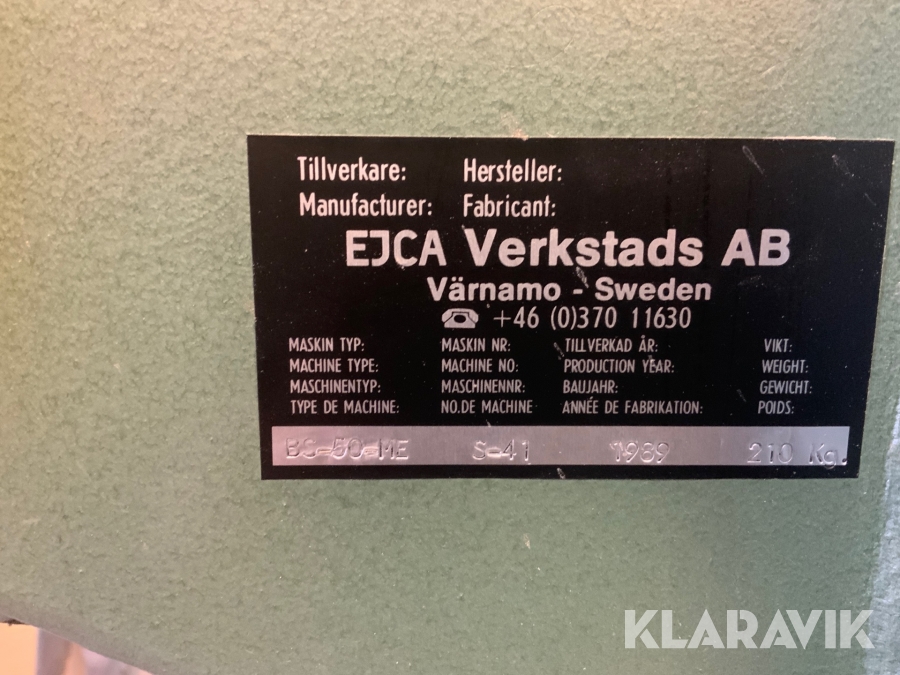 Tillverkare: Hersteller:
Manufacturer: Fabricant:
EJCA Verkstads AB
Värnamo - Sweden
☎ +46 (0)370 11630
MASKIN TYP: MASKIN NR: TILLVERKAD ÅR: VIKT:
MACHINE TYPE: MACHINE NO: PRODUCTION YEAR: WEIGHT:
MASCHINENTYP: MASCHINENNR: BAUJAHR: GEWICHT:
TYPE DE MACHINE: NO.DE MACHINE ANNÉE DE FABRIKATION: POIDS:
BS-50-ME S-41 1989 210 Kg.
KLARAVIK